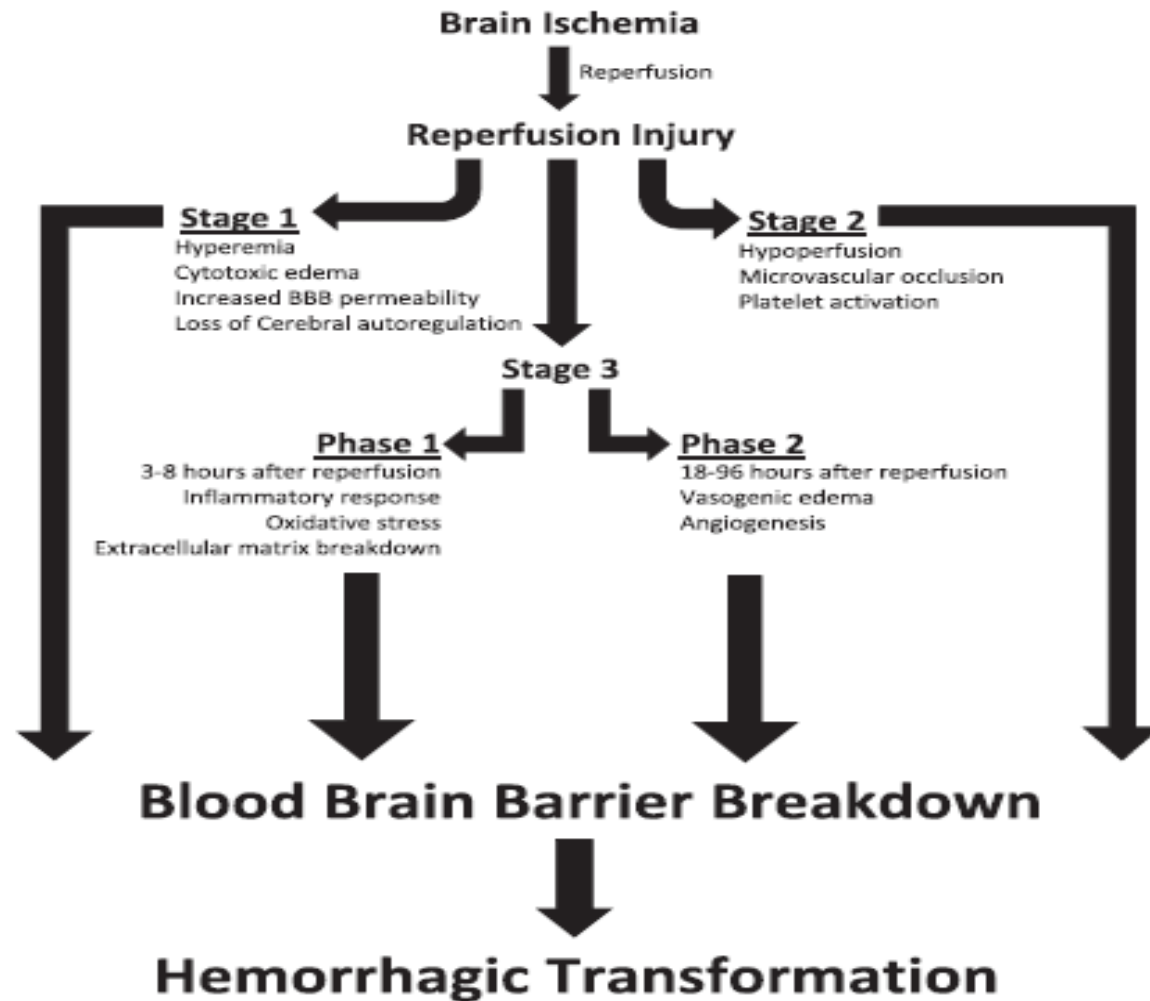 Brain Ischemia
Reperfusion
Reperfusion Injury
Stage 1
Hyperemia
Cytotoxic edema
Increased BBB permeability
Loss of Cerebral autoregulation
Stage 2
Hypoperfusion
Microvascular occlusion
Platelet activation
Stage 3
Phase 1
3-8 hours after reperfusion
Inflammatory response
Oxidative stress
Extracellular matrix breakdown
Phase 2
18-96 hours after reperfusion
Vasogenic edema
Angiogenesis
Blood Brain Barrier Breakdown
Hemorrhagic Transformation